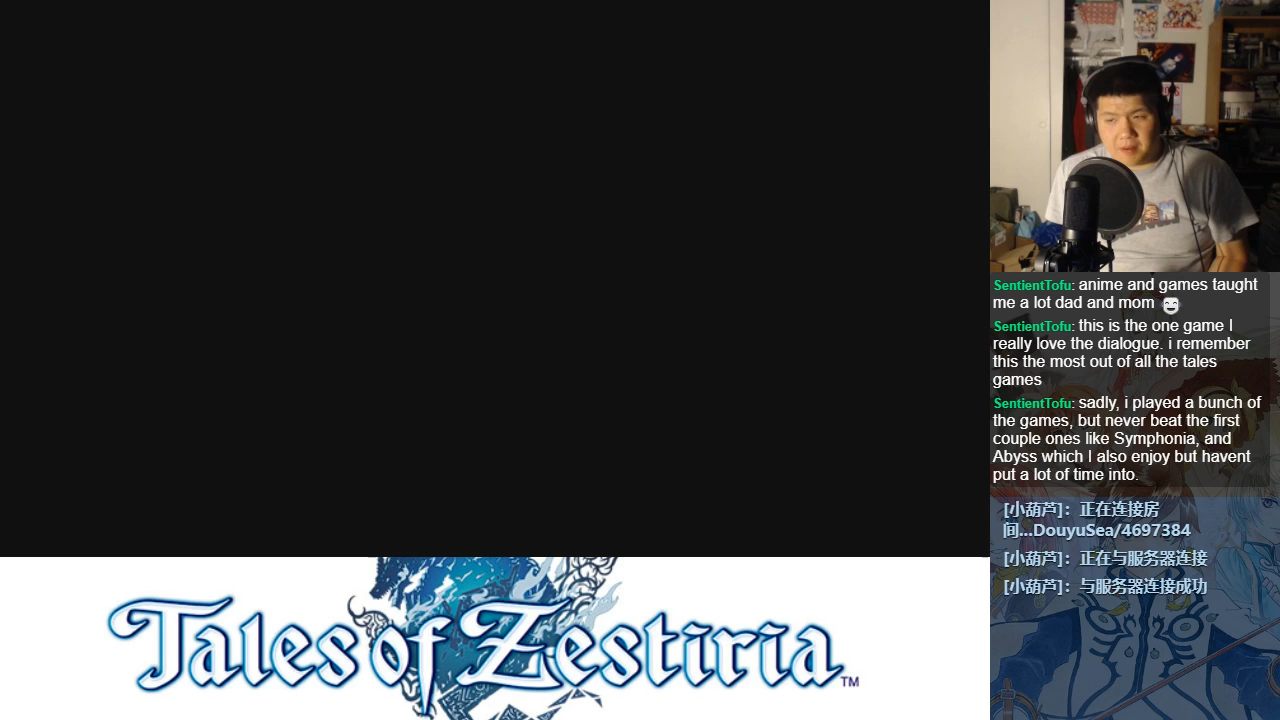 SentientTofu: anime and games taught
me a lot dad and mom
SentientTofu: this is the one game I
really love the dialogue. i remember
this the most out of all the tales
games
SentientTofu: sadly, i played a bunch of
the games, but never beat the first
couple ones like Symphonia, and
Abyss which I also enjoy but havent
put a lot of time into.
[小葫芦]：正在连接房
间...DouyuSea/4697384
[小葫芦]：正在与服务器连接
[小葫芦]：与服务器连接成功
Tales of Zestiria™